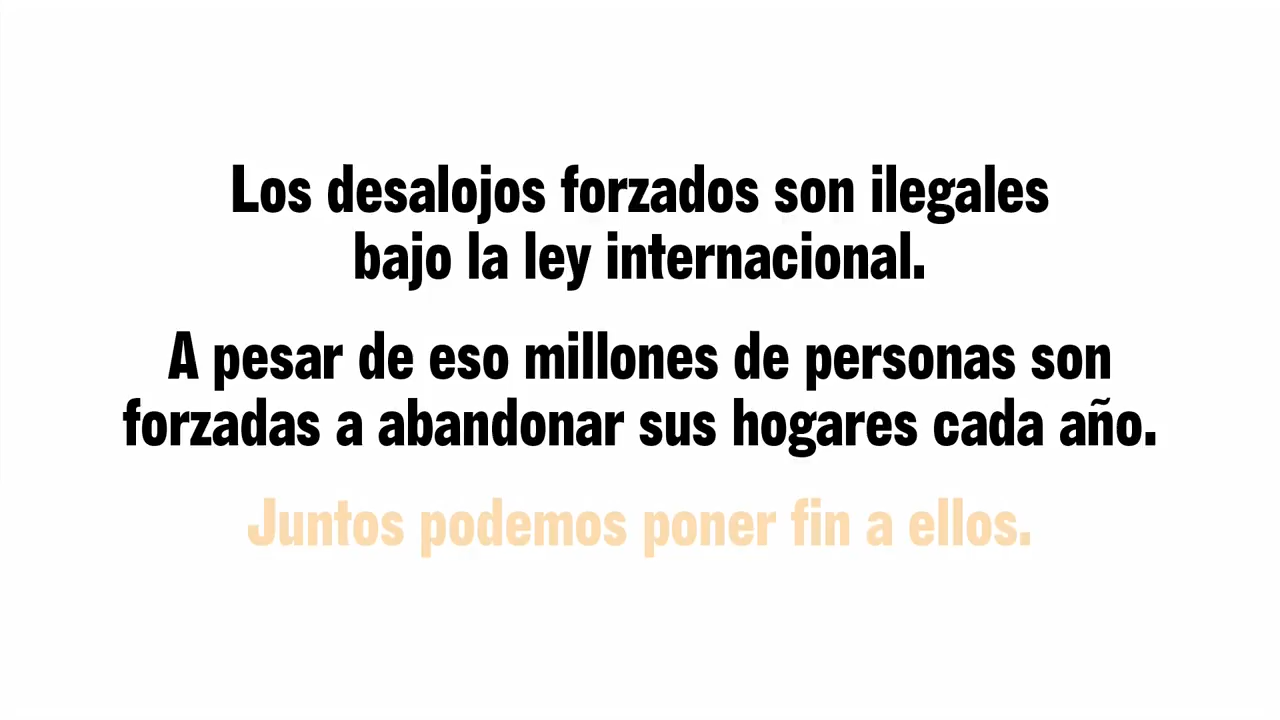 Los desalojos forzados son ilegales
bajo la ley internacional.
A pesar de eso millones de personas son
forzadas a abandonar sus hogares cada año.
Juntos podemos poner fin a ellos.